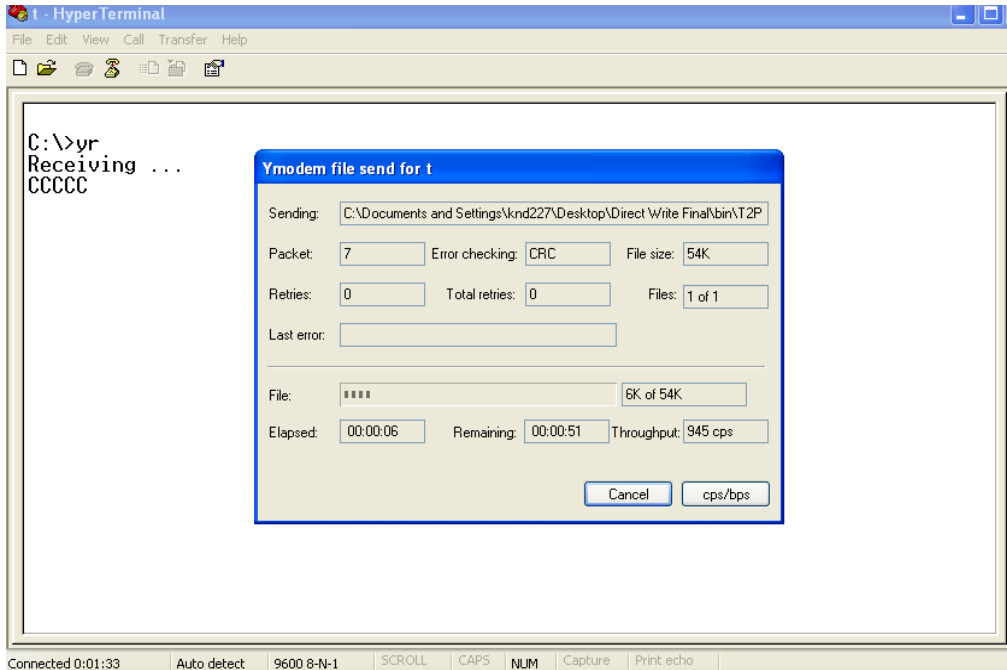 t - HyperTerminal
File Edit View Call Transfer Help
C:\>yr
Receiving ...
CCCCC
Ymodem file send for t
Sending: C:\Documents and Settings\knd227\Desktop\Direct Write Final\bin\T2P
Packet: 7 Error checking: CRC File size: 54K
Retries: 0 Total retries: 0 Files: 1 of 1
Last error:
File: 6K of 54K
Elapsed: 00:00:06 Remaining: 00:00:51 Throughput: 945 cps
Cancel cps/bps
Connected 0:01:33 Auto detect 9600 8-N-1 SCROLL CAPS NUM Capture Print echo